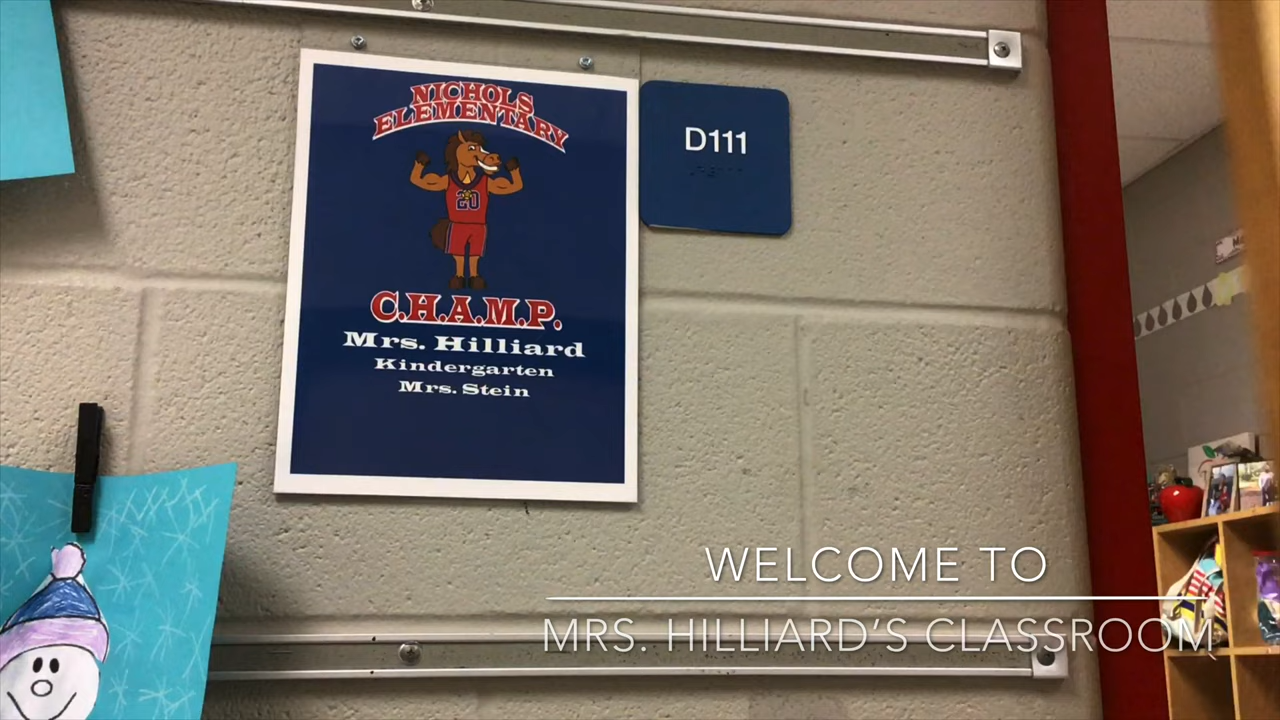 NICHOLS
ELEMENTARY
20
C.H.A.M.P.
Mrs. Hilliard
Kindergarten
Mrs. Stein
D111
WELCOME TO
MRS. HILLIARD'S CLASSROOM